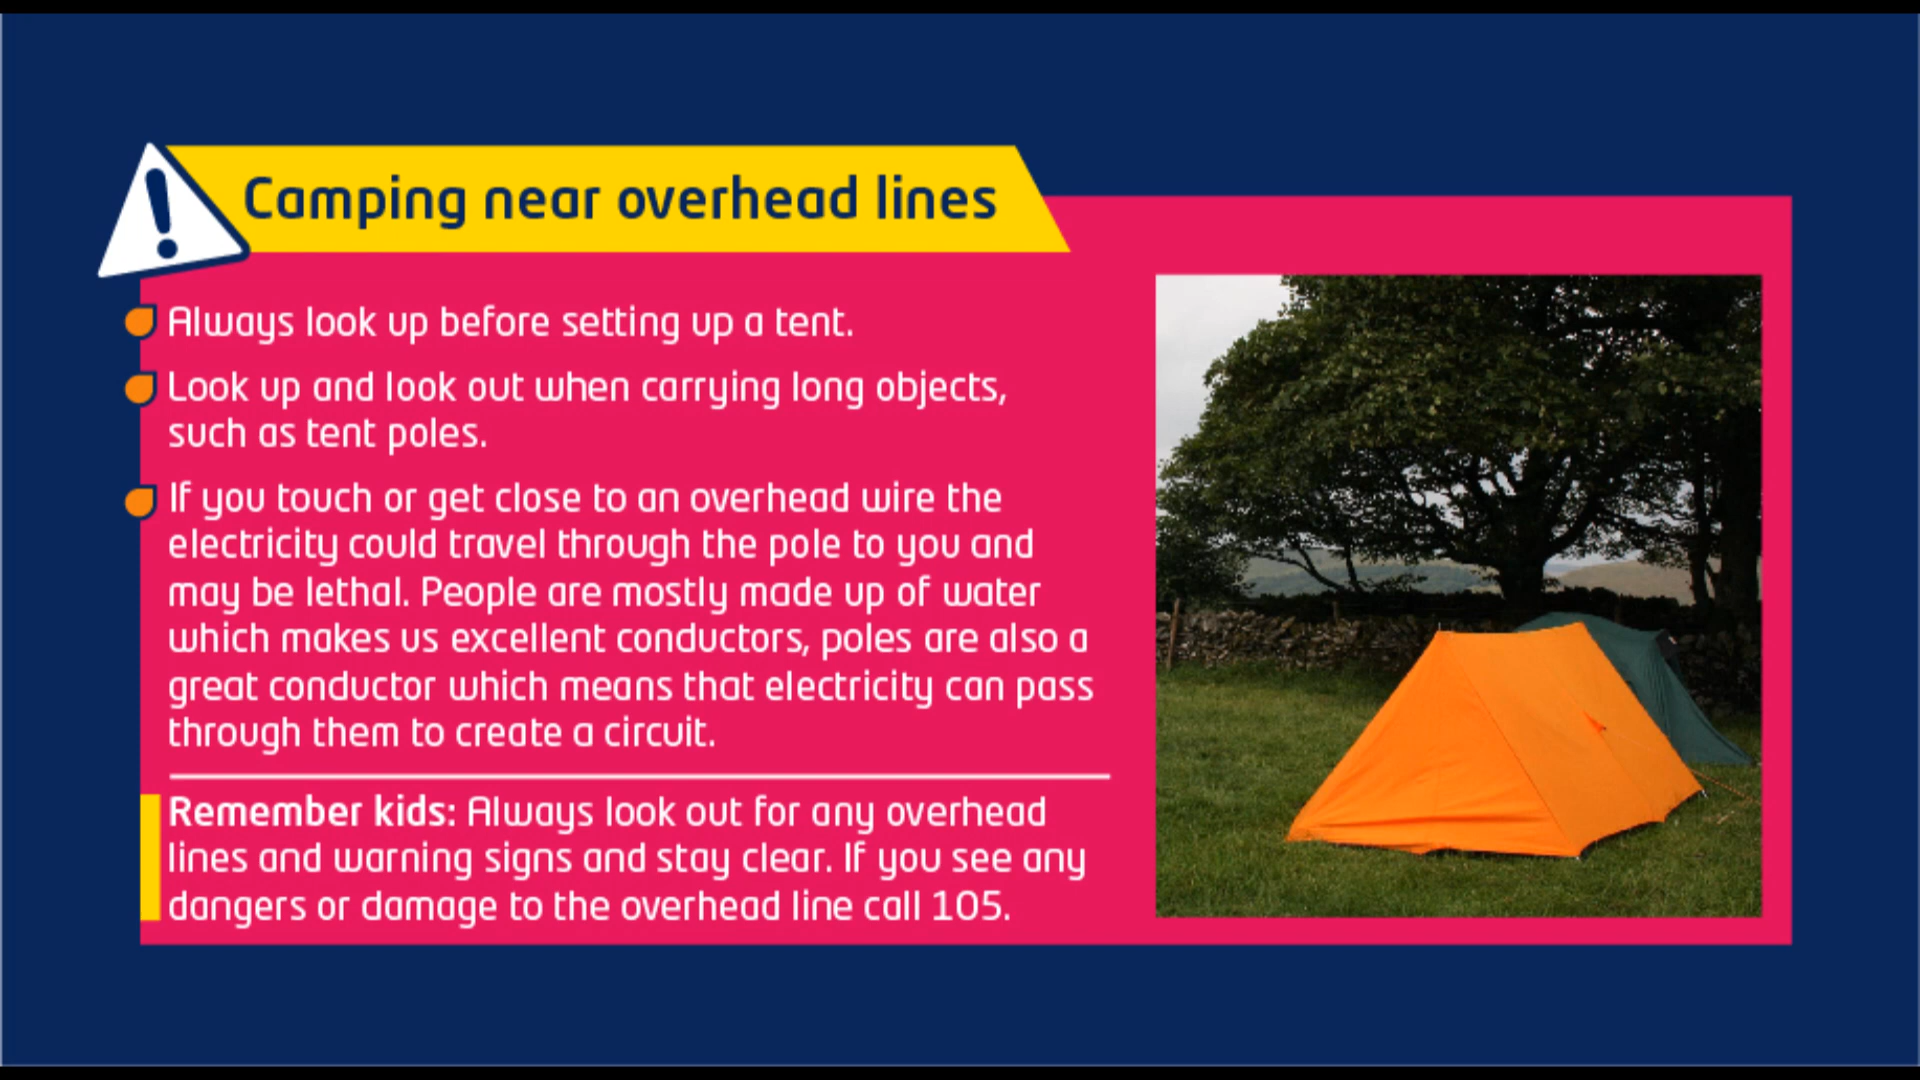 Camping near overhead lines
Always look up before setting up a tent.
Look up and look out when carrying long objects,
such as tent poles.
If you touch or get close to an overhead wire the
electricity could travel through the pole to you and
may be lethal. People are mostly made up of water
which makes us excellent conductors, poles are also a
great conductor which means that electricity can pass
through them to create a circuit.
Remember kids: Always look out for any overhead
lines and warning signs and stay clear. If you see any
dangers or damage to the overhead line call 105.